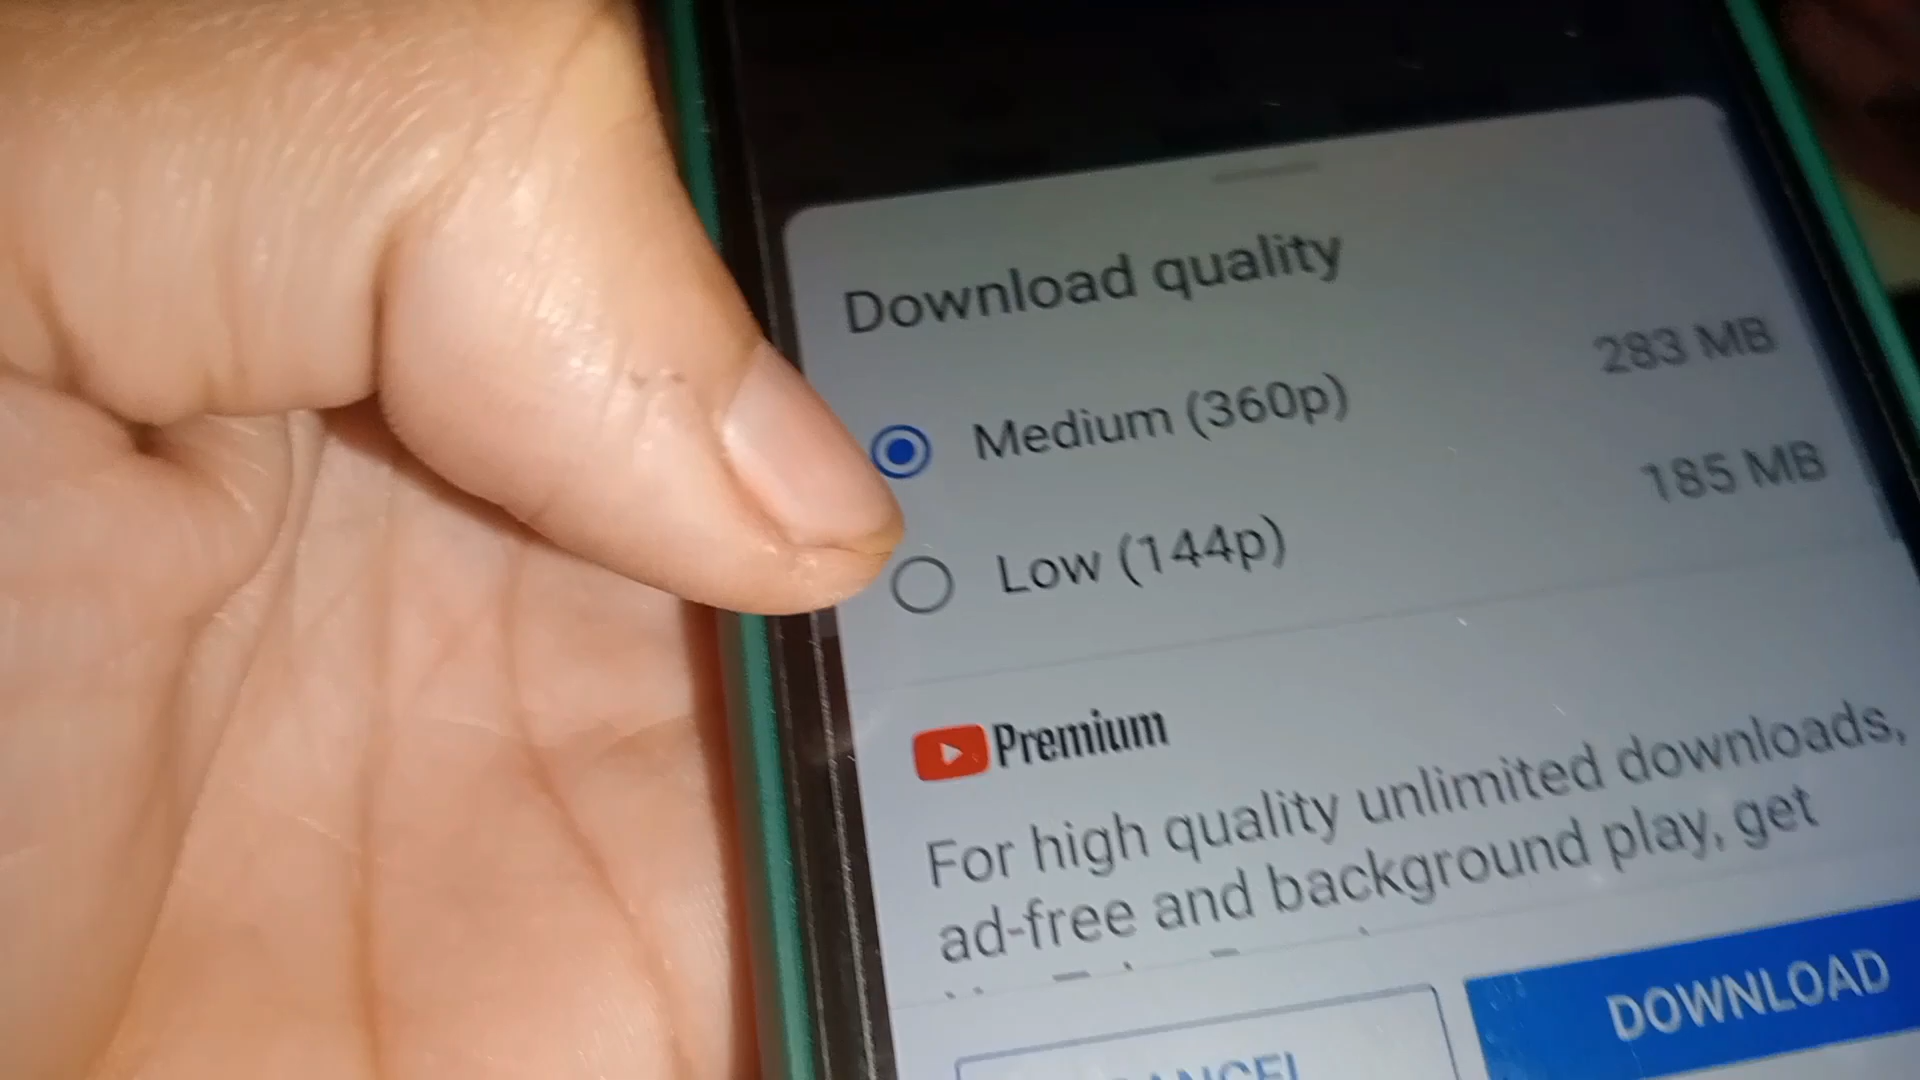 Download quality
Medium (360p) 283 MB
Low (144p) 185 MB
Premium
For high quality unlimited downloads,
ad-free and background play, get
DOWNLOAD